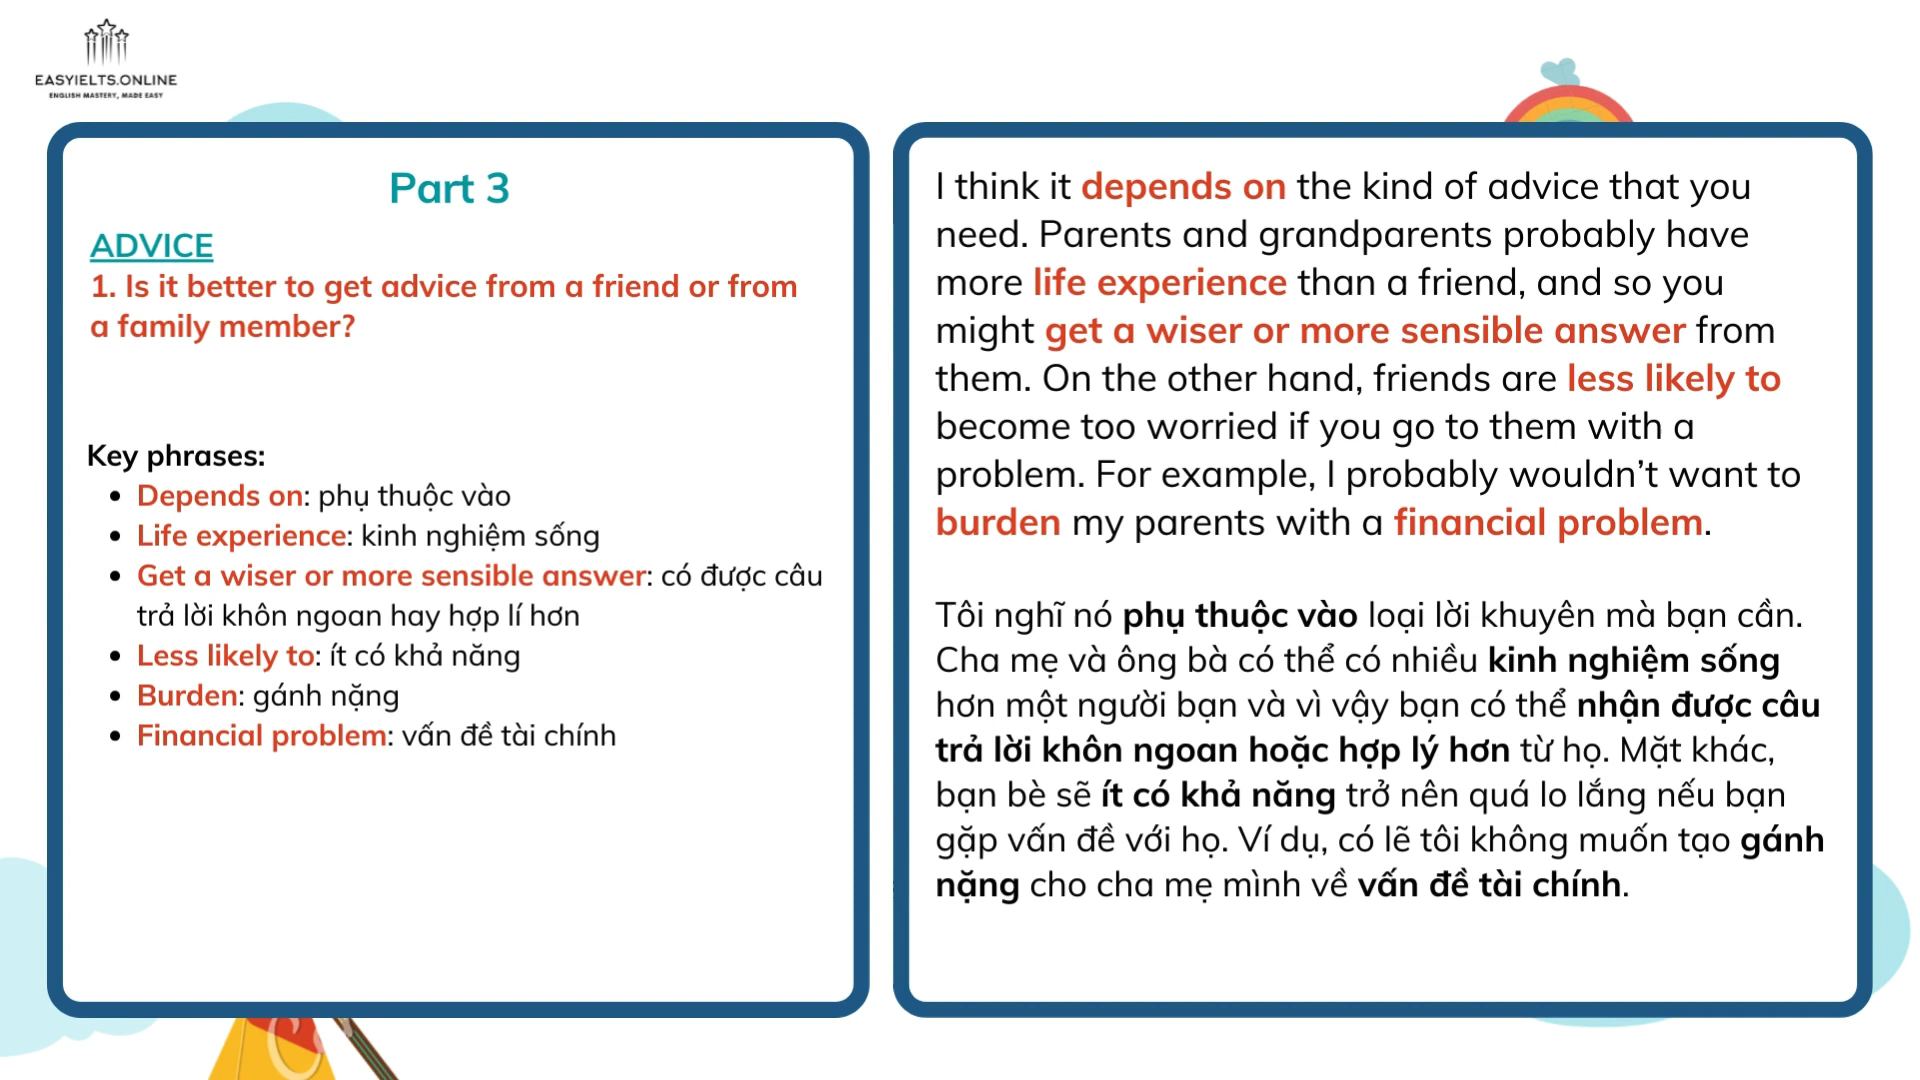 EASYIELTS.ONLINE
ENGLISH MASTERY, MADE EASY
Part 3
ADVICE
1. Is it better to get advice from a friend or from
a family member?
Key phrases:
• Depends on: phụ thuộc vào
• Life experience: kinh nghiệm sống
• Get a wiser or more sensible answer: có được câu
trả lời khôn ngoan hay hợp lí hơn
• Less likely to: ít có khả năng
• Burden: gánh nặng
• Financial problem: vấn đề tài chính
I think it depends on the kind of advice that you
need. Parents and grandparents probably have
more life experience than a friend, and so you
might get a wiser or more sensible answer from
them. On the other hand, friends are less likely to
become too worried if you go to them with a
problem. For example, I probably wouldn’t want to
burden my parents with a financial problem.
Tôi nghĩ nó phụ thuộc vào loại lời khuyên mà bạn cần.
Cha mẹ và ông bà có thể có nhiều kinh nghiệm sống
hơn một người bạn và vì vậy bạn có thể nhận được câu
trả lời khôn ngoan hoặc hợp lý hơn từ họ. Mặt khác,
bạn bè sẽ ít có khả năng trở nên quá lo lắng nếu bạn
gặp vấn đề với họ. Ví dụ, có lẽ tôi không muốn tạo gánh
nặng cho cha mẹ mình về vấn đề tài chính.